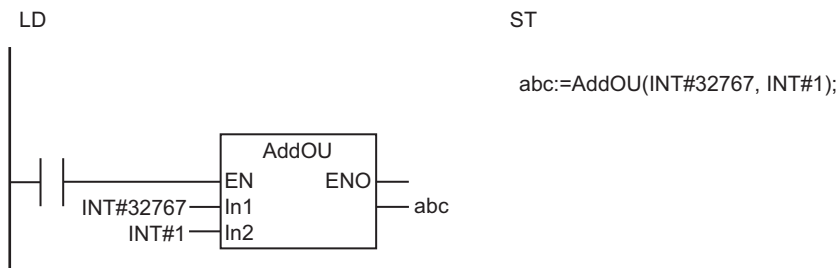 LD
ST
abc:=AddOU(INT#32767, INT#1);
AddOU
EN ENO
INT#32767 In1 abc
INT#1 In2